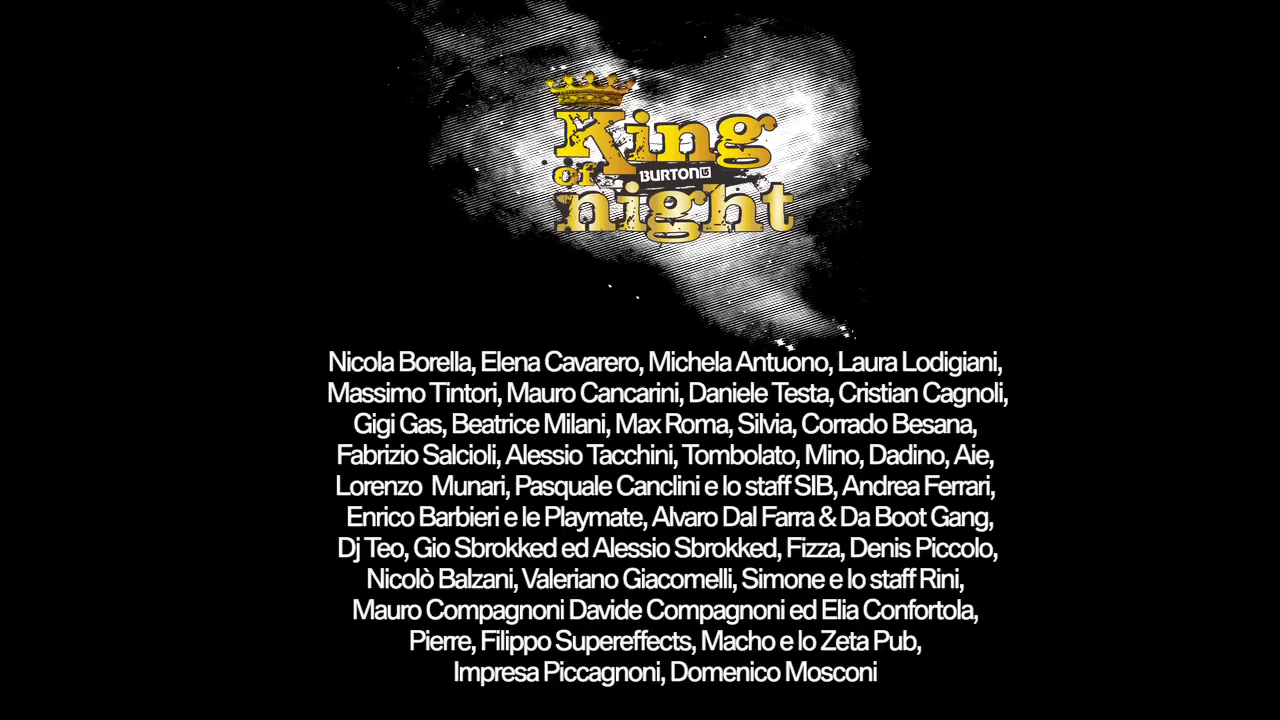 King
of BURTON
night
Nicola Borella, Elena Cavarero, Michela Antuono, Laura Lodigiani,
Massimo Tintori, Mauro Cancarini, Daniele Testa, Cristian Cagnoli,
Gigi Gas, Beatrice Milani, Max Roma, Silvia, Corrado Besana,
Fabrizio Salcioli, Alessio Tacchini, Tombolato, Mino, Dadino, Aie,
Lorenzo  Munari, Pasquale Canclini e lo staff SIB, Andrea Ferrari,
Enrico Barbieri e le Playmate, Alvaro Dal Farra & Da Boot Gang,
Dj Teo, Gio Sbrokked ed Alessio Sbrokked, Fizza, Denis Piccolo,
Nicolò Balzani, Valeriano Giacomelli, Simone e lo staff Rini,
Mauro Compagnoni Davide Compagnoni ed Elia Confortola,
Pierre, Filippo Supereffects, Macho e lo Zeta Pub,
Impresa Piccagnoni, Domenico Mosconi